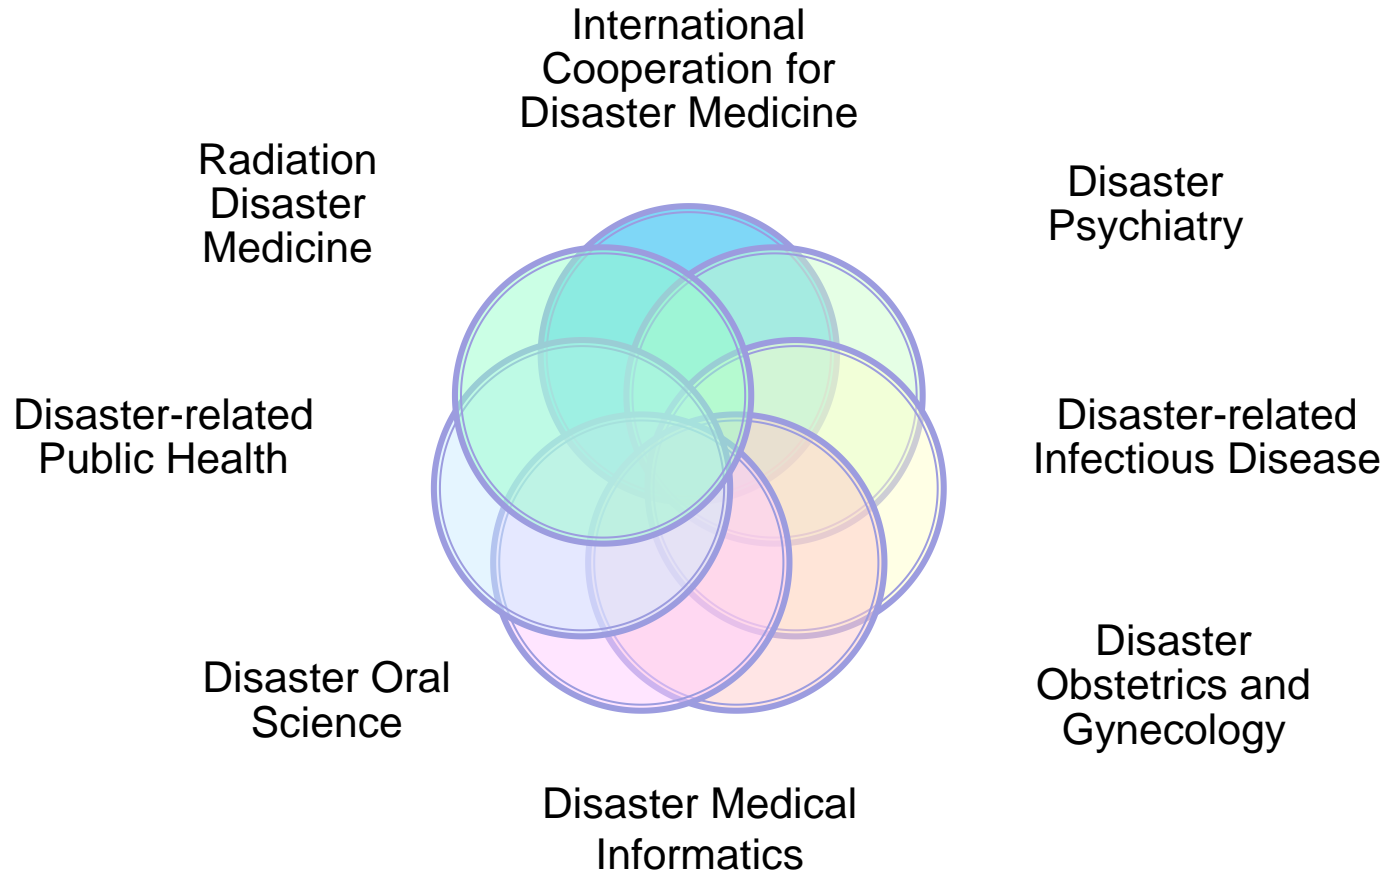 International
Cooperation for
Disaster Medicine
Radiation
Disaster
Medicine
Disaster
Psychiatry
Disaster-related
Public Health
Disaster-related
Infectious Disease
Disaster Oral
Science
Disaster
Obstetrics and
Gynecology
Disaster Medical
Informatics